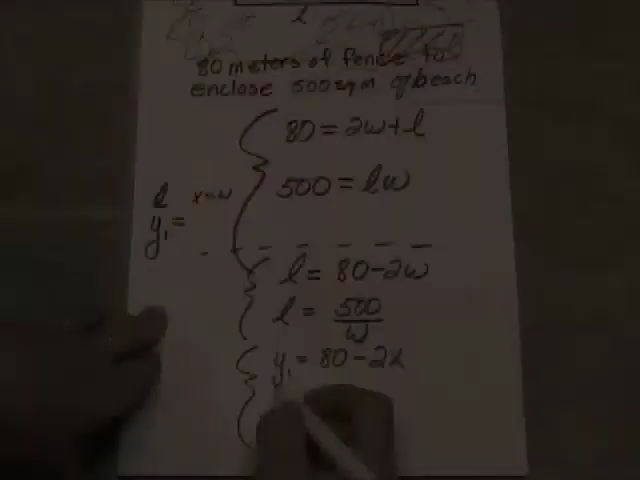 l
80 meters of fence to
enclose 500 sq m of beach
80 = 2w + l
500 = lw
l x = w
y₁ =
l = 80 - 2w
l = 500/w
y₁ = 80 - 2x